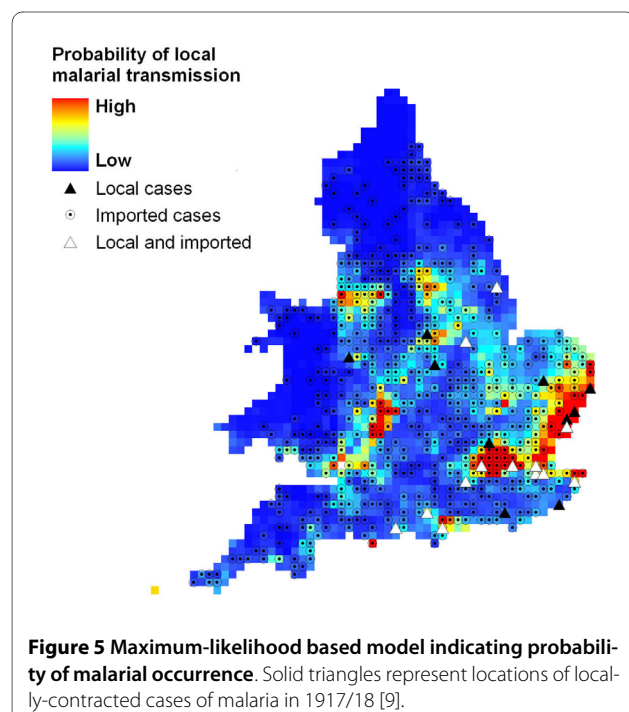 Probability of local
malarial transmission
High
Low
Local cases
Imported cases
Local and imported
Figure 5 Maximum-likelihood based model indicating probabili-
ty of malarial occurrence. Solid triangles represent locations of local-
ly-contracted cases of malaria in 1917/18 [9].